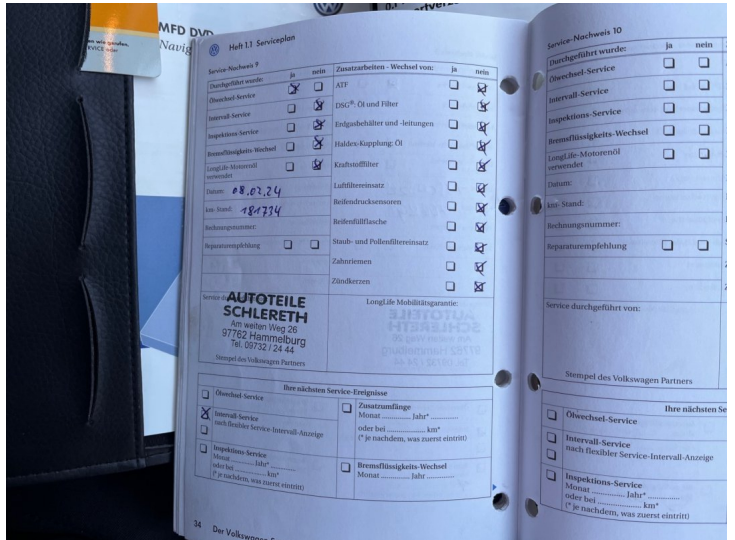 MFD DVD
Navig
SERVICE oder
Heft 1.1 Serviceplan
Service-Nachweis 9
Durchgeführt wurde: ja nein
Ölwechsel-Service
Intervall-Service
Inspektions-Service
Bremsflüssigkeits-Wechsel
LongLife-Motorenöl
verwendet
Datum: 08.02.24
km- Stand: 181734
Rechnungsnummer:
Reparaturempfehlung
Zusatzarbeiten - Wechsel von: ja nein
ATF
DSG®: Öl und Filter
Erdgasbehälter und -leitungen
Haldex-Kupplung: Öl
Kraftstofffilter
Luftfiltereinsatz
Reifendrucksensoren
Reifenfüllflasche
Staub- und Pollenfiltereinsatz
Zahnriemen
Zündkerzen
Service durchgeführt von:
AUTOTEILE
SCHLERETH
Am weiten Weg 26
97762 Hammelburg
Tel. 09732 / 24 44
Stempel des Volkswagen Partners
LongLife Mobilitätsgarantie:
Ihre nächsten Service-Ereignisse
Ölwechsel-Service
Intervall-Service
nach flexibler Service-Intervall-Anzeige
Inspektions-Service
Monat ............ Jahr* ............
oder bei ............ km*
(* je nachdem, was zuerst eintritt)
Zusatzumfänge
Monat ............ Jahr* ............
oder bei ............ km*
(* je nachdem, was zuerst eintritt)
Bremsflüssigkeits-Wechsel
Monat ............ Jahr ............
34 Der Volkswagen
Service-Nachweis 10
Durchgeführt wurde: ja nein
Ölwechsel-Service
Intervall-Service
Inspektions-Service
Bremsflüssigkeits-Wechsel
LongLife-Motorenöl
verwendet
Datum:
km- Stand:
Rechnungsnummer:
Reparaturempfehlung
Service durchgeführt von:
Stempel des Volkswagen Partners
Ihre nächsten Se
Ölwechsel-Service
Intervall-Service
nach flexibler Service-Intervall-Anzeige
Inspektions-Service
Monat ............ Jahr* ............
oder bei ............ km*
(* je nachdem, was zuerst eintritt)